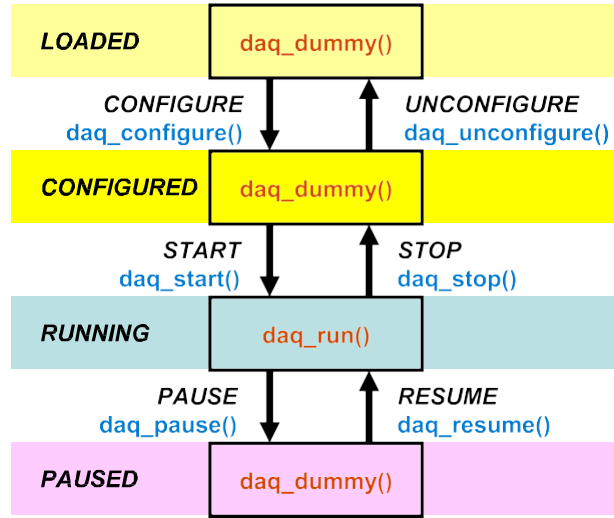 LOADED
daq_dummy()
CONFIGURE
daq_configure()
UNCONFIGURE
daq_unconfigure()
CONFIGURED
daq_dummy()
START
daq_start()
STOP
daq_stop()
RUNNING
daq_run()
PAUSE
daq_pause()
RESUME
daq_resume()
PAUSED
daq_dummy()